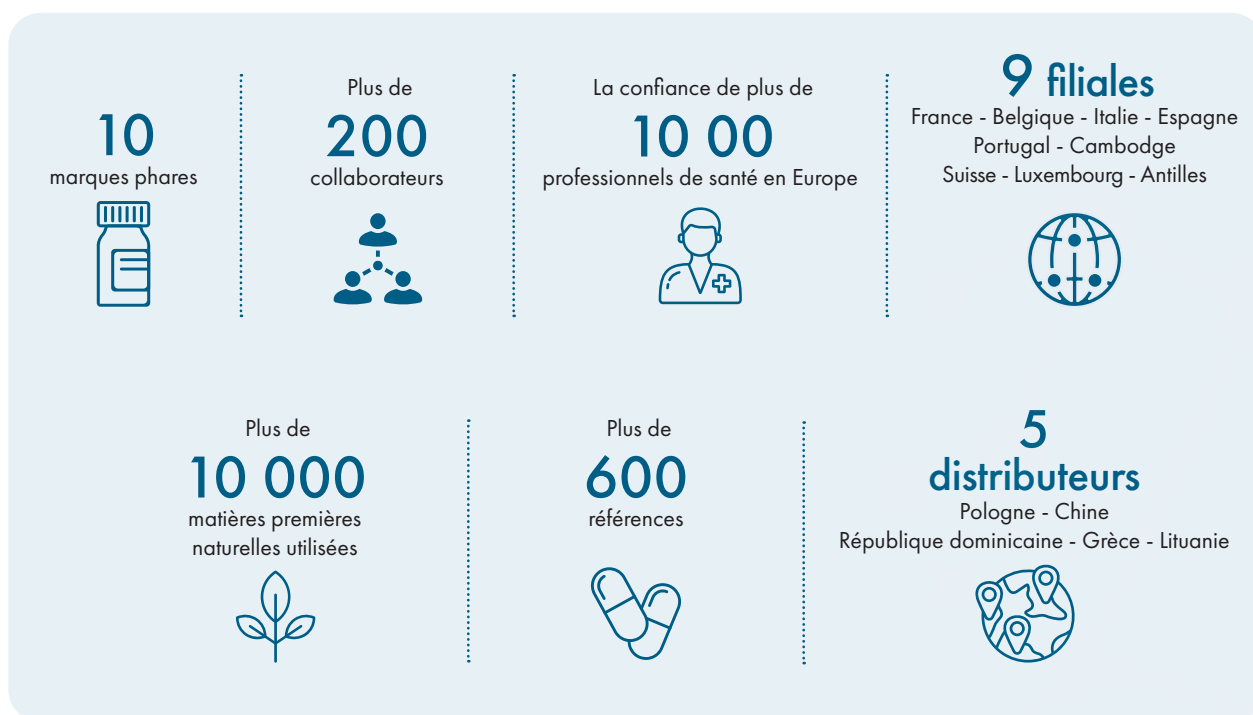 10
marques phares
Plus de
200
collaborateurs
La confiance de plus de
10 00
professionnels de santé en Europe
9 filiales
France - Belgique - Italie - Espagne
Portugal - Cambodge
Suisse - Luxembourg - Antilles
Plus de
10 000
matières premières
naturelles utilisées
Plus de
600
références
5
distributeurs
Pologne - Chine
République dominicaine - Grèce - Lituanie